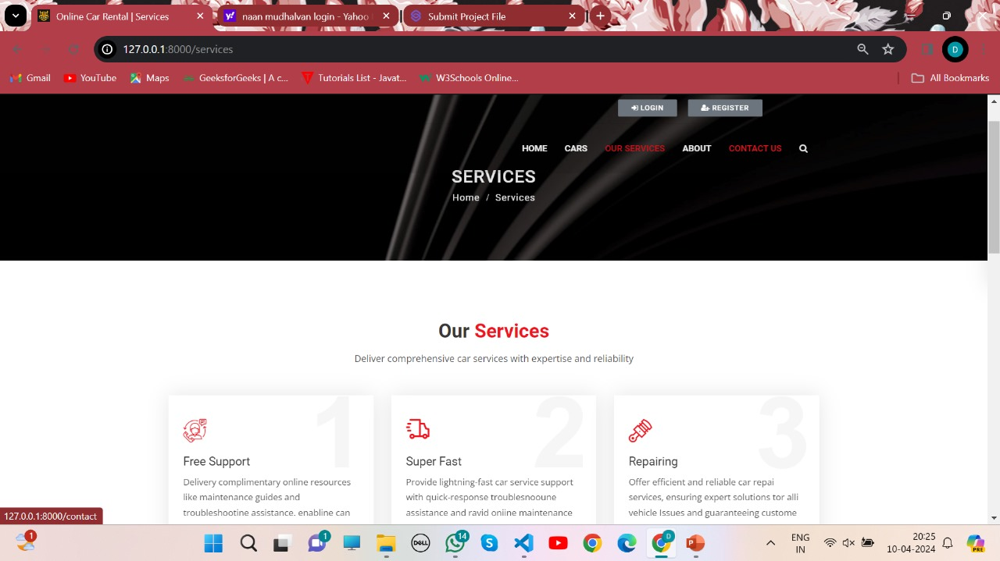 Online Car Rental | Services
naan mudhalvan login - Yahoo
Submit Project File
127.0.0.1:8000/services
D
Gmail
YouTube
Maps
GeeksforGeeks | A c...
Tutorials List - Javat...
W3Schools Online...
All Bookmarks
LOGIN
REGISTER
HOME
CARS
OUR SERVICES
ABOUT
CONTACT US
SERVICES
Home / Services
Our Services
Deliver comprehensive car services with expertise and reliability
1
Free Support
Delivery complimentary online resources
like maintenance guides and
troubleshootine assistance. enabline can
2
Super Fast
Provide lightning-fast car service support
with quick-response troublesnooune
assistance and ravid oniine maintenance
3
Repairing
Offer efficient and reliable car repai
services, ensuring expert solutions tor alli
vehicle Issues and guaranteeing custome
127.0.0.1:8000/contact
1
1
DELL
14
D
ENG
IN
20:25
10-04-2024
PRE